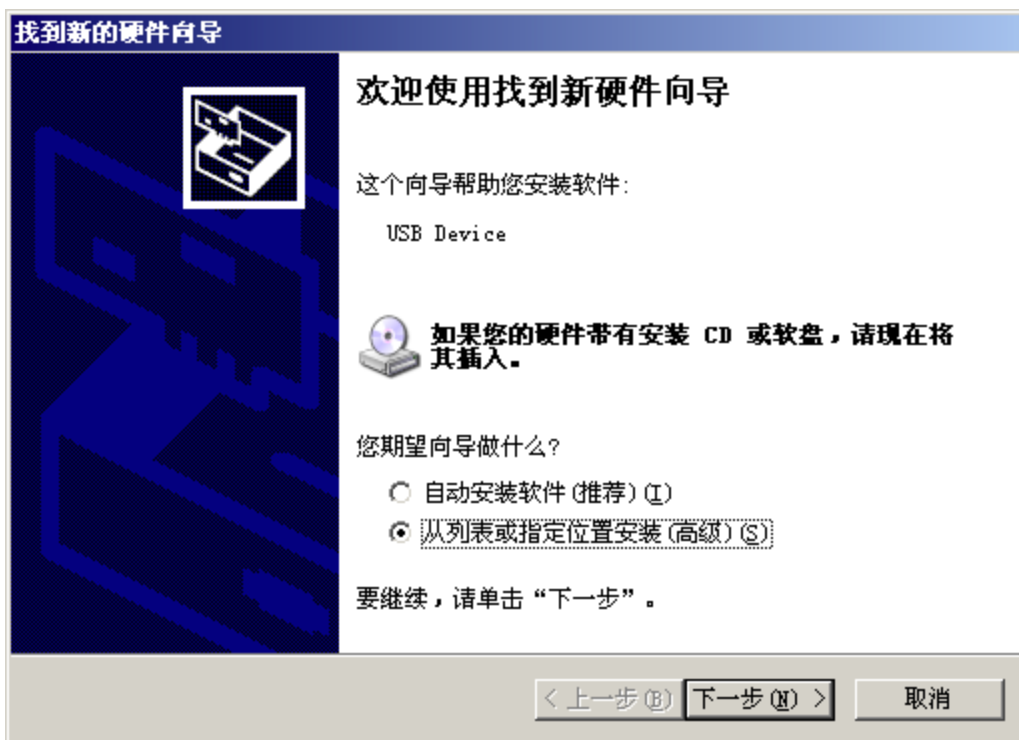 找到新的硬件向导
欢迎使用找到新硬件向导
这个向导帮助您安装软件:
USB Device
如果您的硬件带有安装 CD 或软盘，请现在将
其插入。
您期望向导做什么?
自动安装软件(推荐)(I)
从列表或指定位置安装(高级)(S)
要继续，请单击“下一步”。
< 上一步(B)
下一步(N) >
取消